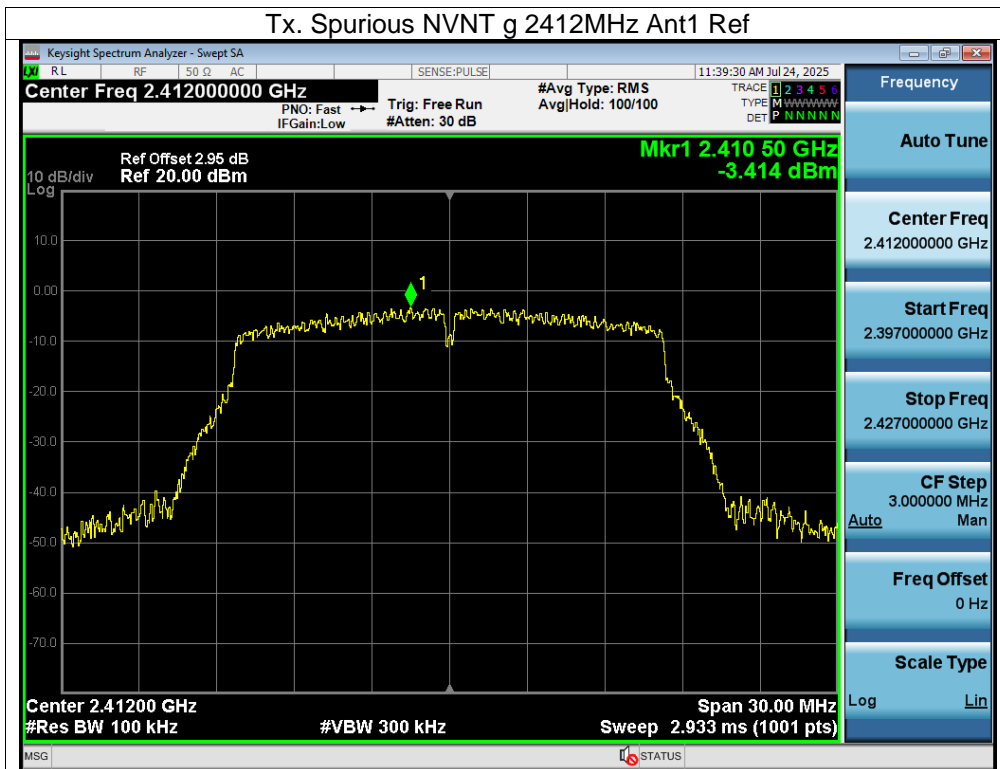 Tx. Spurious NVNT g 2412MHz Ant1 Ref
Keysight Spectrum Analyzer - Swept SA
LXI RL RF 50 Ω AC SENSE:PULSE 11:39:30 AM Jul 24, 2025
Center Freq 2.412000000 GHz
PNO: Fast
IFGain:Low
Trig: Free Run
#Atten: 30 dB
#Avg Type: RMS
Avg|Hold: 100/100
TRACE 1 2 3 4 5 6
TYPE M WWWWW
DET P N N N N N
Ref Offset 2.95 dB
10 dB/div Ref 20.00 dBm
Log
Mkr1 2.410 50 GHz
-3.414 dBm
10.0
0.00
-10.0
-20.0
-30.0
-40.0
-50.0
-60.0
-70.0
1
Center 2.41200 GHz Span 30.00 MHz
#Res BW 100 kHz #VBW 300 kHz Sweep 2.933 ms (1001 pts)
MSG STATUS
Frequency
Auto Tune
Center Freq
2.412000000 GHz
Start Freq
2.397000000 GHz
Stop Freq
2.427000000 GHz
CF Step
3.000000 MHz
Auto Man
Freq Offset
0 Hz
Scale Type
Log Lin